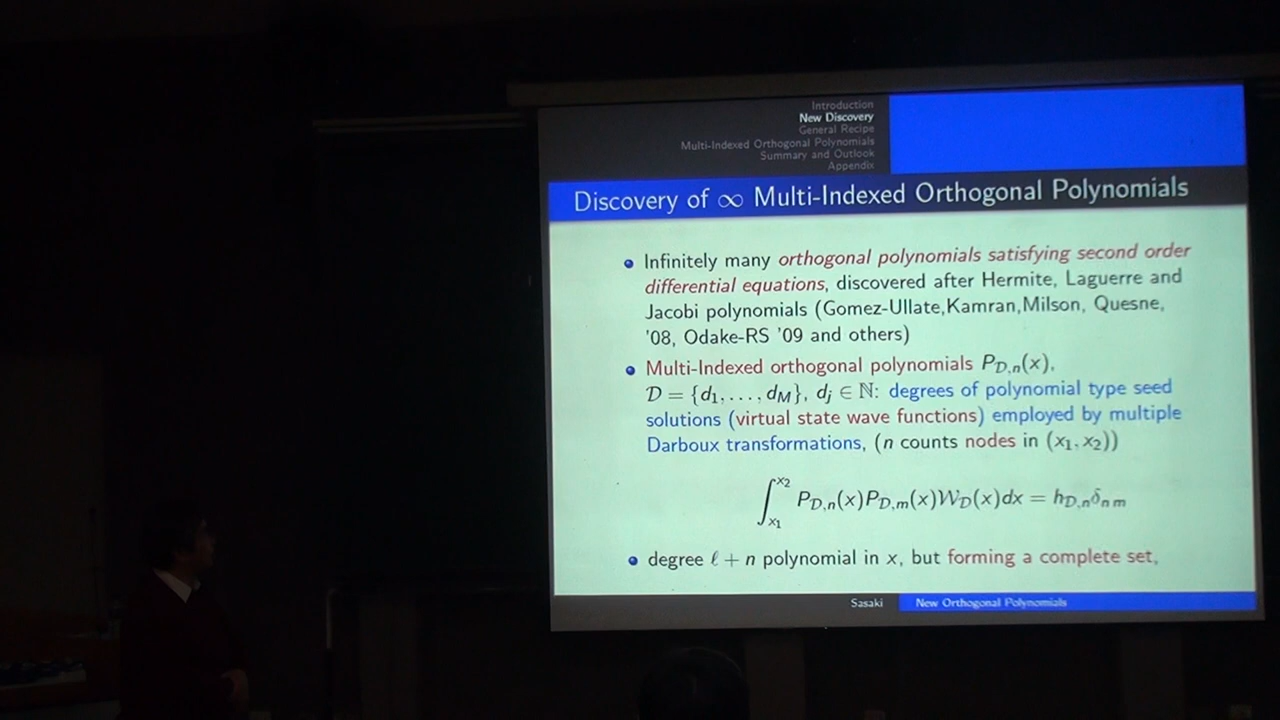 Introduction
New Discovery
General Recipe
Multi-Indexed Orthogonal Polynomials
Summary and Outlook
Appendix
Discovery of ∞ Multi-Indexed Orthogonal Polynomials
Infinitely many orthogonal polynomials satisfying second order
differential equations, discovered after Hermite, Laguerre and
Jacobi polynomials (Gomez-Ullate,Kamran,Milson, Quesne,
'08, Odake-RS '09 and others)
Multi-Indexed orthogonal polynomials P_{D,n}(x),
D = {d_1, . . . , d_M}, d_j ∈ ℕ: degrees of polynomial type seed
solutions (virtual state wave functions) employed by multiple
Darboux transformations, (n counts nodes in (x_1, x_2))
∫_{x_1}^{x_2} P_{D,n}(x)P_{D,m}(x)W_D(x)dx = h_{D,n}δ_{n m}
degree ℓ + n polynomial in x, but forming a complete set,
Sasaki New Orthogonal Polynomials